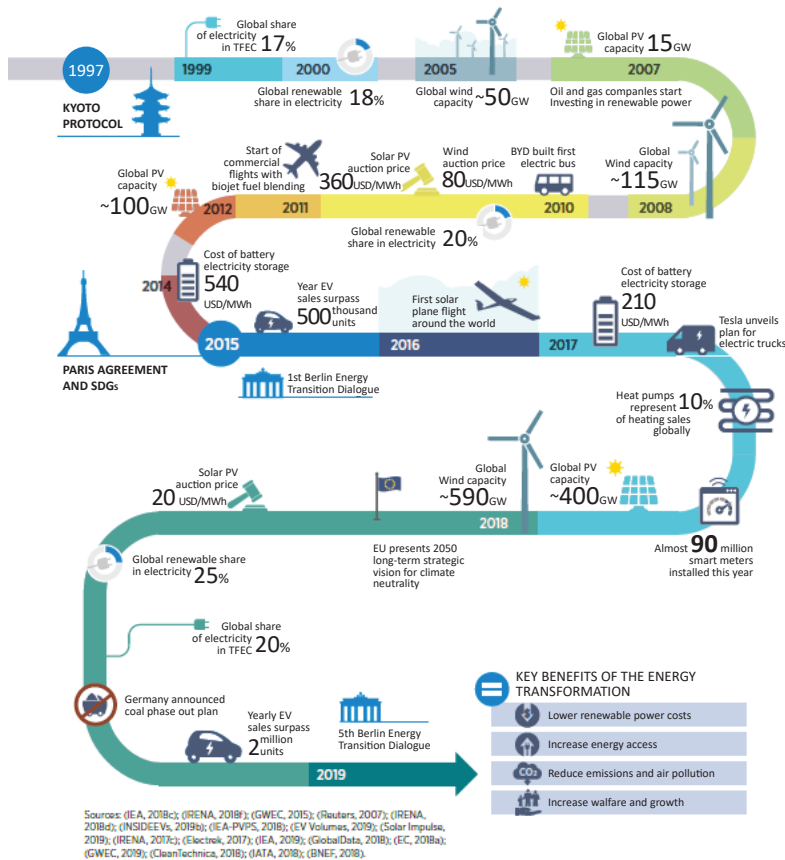 1997
KYOTO
PROTOCOL
1999
Global share
of electricity
in TFEC 17%
2000
Global renewable
share in electricity 18%
2005
Global wind
capacity ~50GW
2007
Global PV
capacity 15GW
Oil and gas companies start
Investing in renewable power
Global
Wind capacity
~115GW
2008
BYD built first
electric bus
2010
Wind
auction price
80USD/MWh
Solar PV
auction price
360USD/MWh
Global renewable
share in electricity
20%
Start of
commercial
flights with
biojet fuel blending
2011
2012
Global PV
capacity
~100GW
2014
Cost of battery
electricity storage
540
USD/MWh
2015
PARIS AGREEMENT
AND SDGs
Year EV
sales surpass
500 thousand
units
1st Berlin Energy
Transition Dialogue
2016
First solar
plane flight
around the world
2017
Cost of battery
electricity storage
210
USD/MWh
Tesla unveils
plan for
electric trucks
Heat pumps
represent 10%
of heating sales
globally
Almost 90 million
smart meters
installed this year
Global PV
capacity
~400GW
2018
Global
Wind capacity
~590GW
EU presents 2050
long-term strategic
vision for climate
neutrality
Solar PV
auction price
20 USD/MWh
Global renewable share
in electricity 25%
Global share
of electricity
in TFEC 20%
Germany announced
coal phase out plan
Yearly EV
sales surpass
2 million
units
5th Berlin Energy
Transition Dialogue
2019
KEY BENEFITS OF THE ENERGY
TRANSFORMATION
Lower renewable power costs
Increase energy access
CO2
Reduce emissions and air pollution
Increase welfare and growth
Sources: (IEA, 2018c); (IRENA, 2018f); (GWEC, 2015); (Reuters, 2007); (IRENA,
2018d); (INSIDEEVs, 2019b); (IEA-PVPS, 2018); (EV Volumes, 2019); (Solar Impulse,
2019); (IRENA, 2017c); (Electrek, 2017); (IEA, 2019); (GlobalData, 2018); (EC, 2018a);
(GWEC, 2019); (CleanTechnica, 2018); (IATA, 2018); (BNEF, 2018).